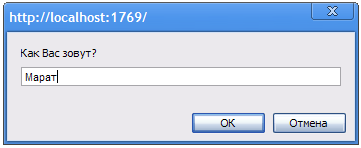 http://localhost:1769/
Как Вас зовут?
Марат
OK
Отмена